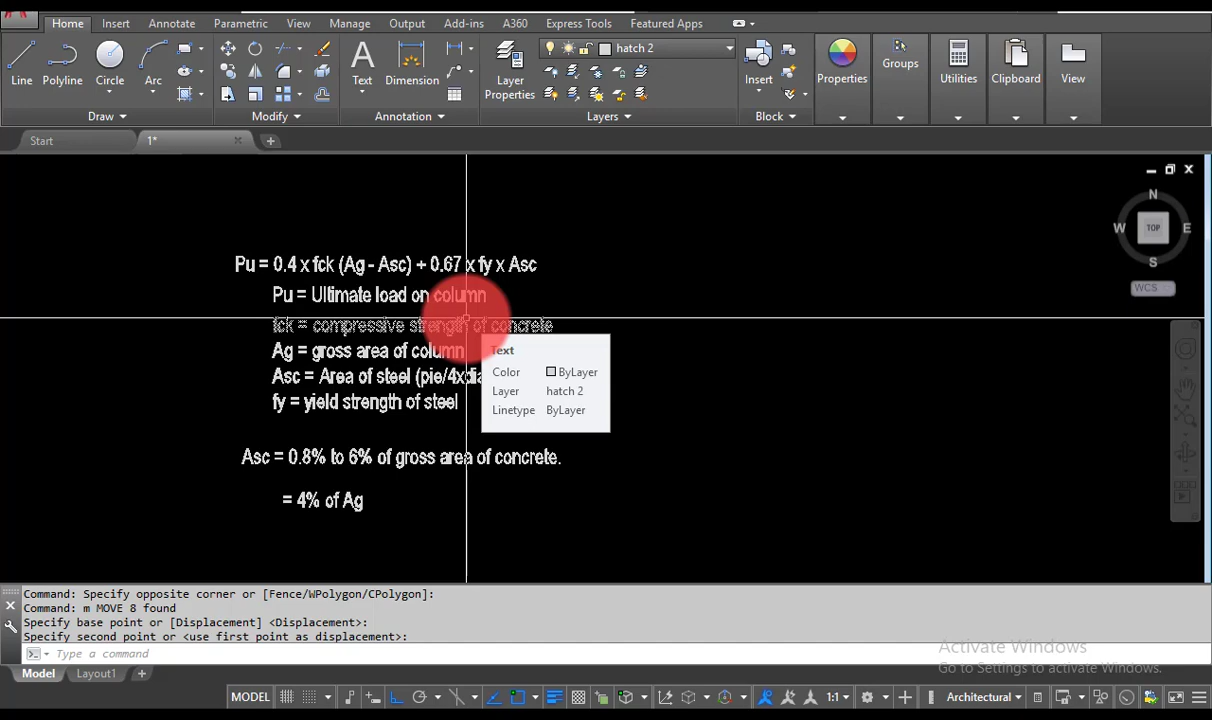 Home Insert Annotate Parametric View Manage Output Add-ins A360 Express Tools Featured Apps
hatch 2
Line Polyline Circle Arc Text Dimension Layer Properties Insert Properties Groups Utilities Clipboard View
Draw Modify Annotation Layers Block
Start 1*
N
W TOP E
S
WCS
Pu = 0.4 x fck (Ag - Asc) + 0.67 x fy x Asc
Pu = Ultimate load on column
fck = compressive strength of concrete
Ag = gross area of column
Asc = Area of steel (pie/4xdia
fy = yield strength of steel
Text
Color ByLayer
Layer hatch 2
Linetype ByLayer
Asc = 0.8% to 6% of gross area of concrete.
= 4% of Ag
Command: Specify opposite corner or [Fence/WPolygon/CPolygon]:
Command: m MOVE 8 found
Specify base point or [Displacement] <Displacement>:
Specify second point or <use first point as displacement>:
Type a command
Activate Windows
Go to Settings to activate Windows.
Model Layout1
MODEL 1:1 Architectural